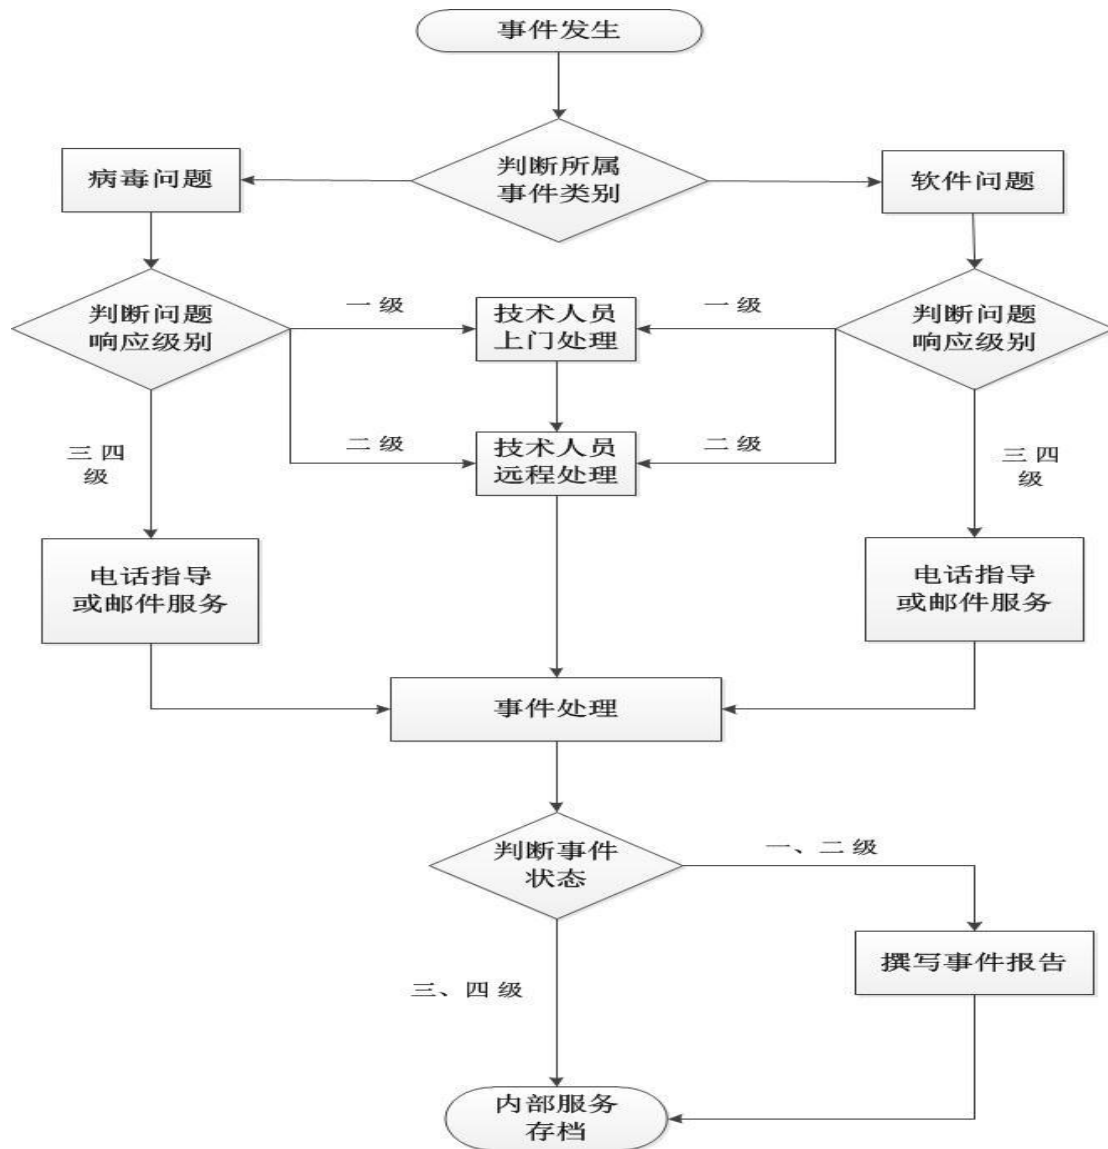 事件发生
判断所属
事件类别
病毒问题
软件问题
判断问题
响应级别
一 级
技术人员
上门处理
一 级
判断问题
响应级别
二 级
技术人员
远程处理
二 级
三 四
级
三 四
级
电话指导
或邮件服务
电话指导
或邮件服务
事件处理
判断事件
状态
一、二 级
撰写事件报告
三、四 级
内部服务
存档